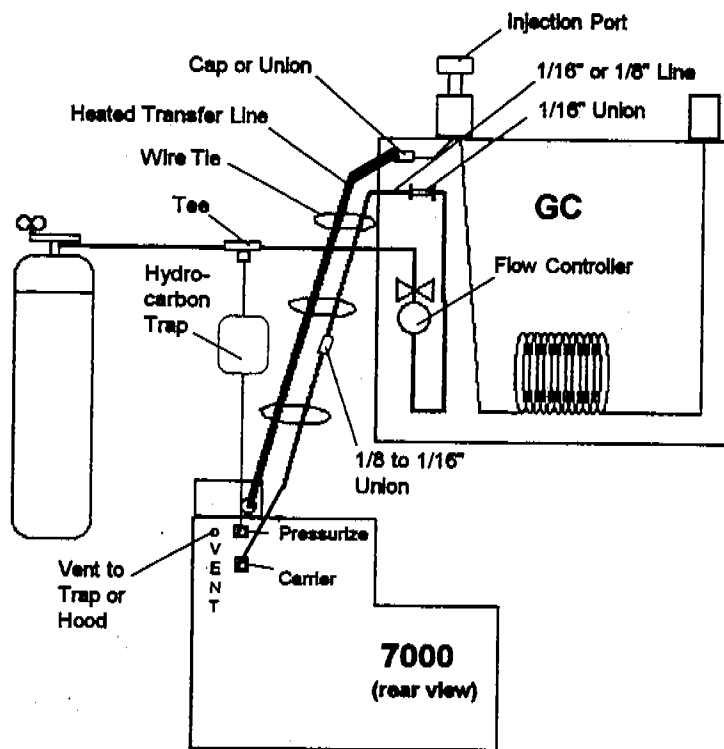 Injection Port
Cap or Union
1/16" or 1/8" Line
Heated Transfer Line
1/16" Union
Wire Tie
Tee
GC
Hydro-
carbon
Trap
Flow Controller
1/8 to 1/16"
Union
Pressurize
VENT
Vent to
Trap or
Hood
Carrier
7000
(rear view)